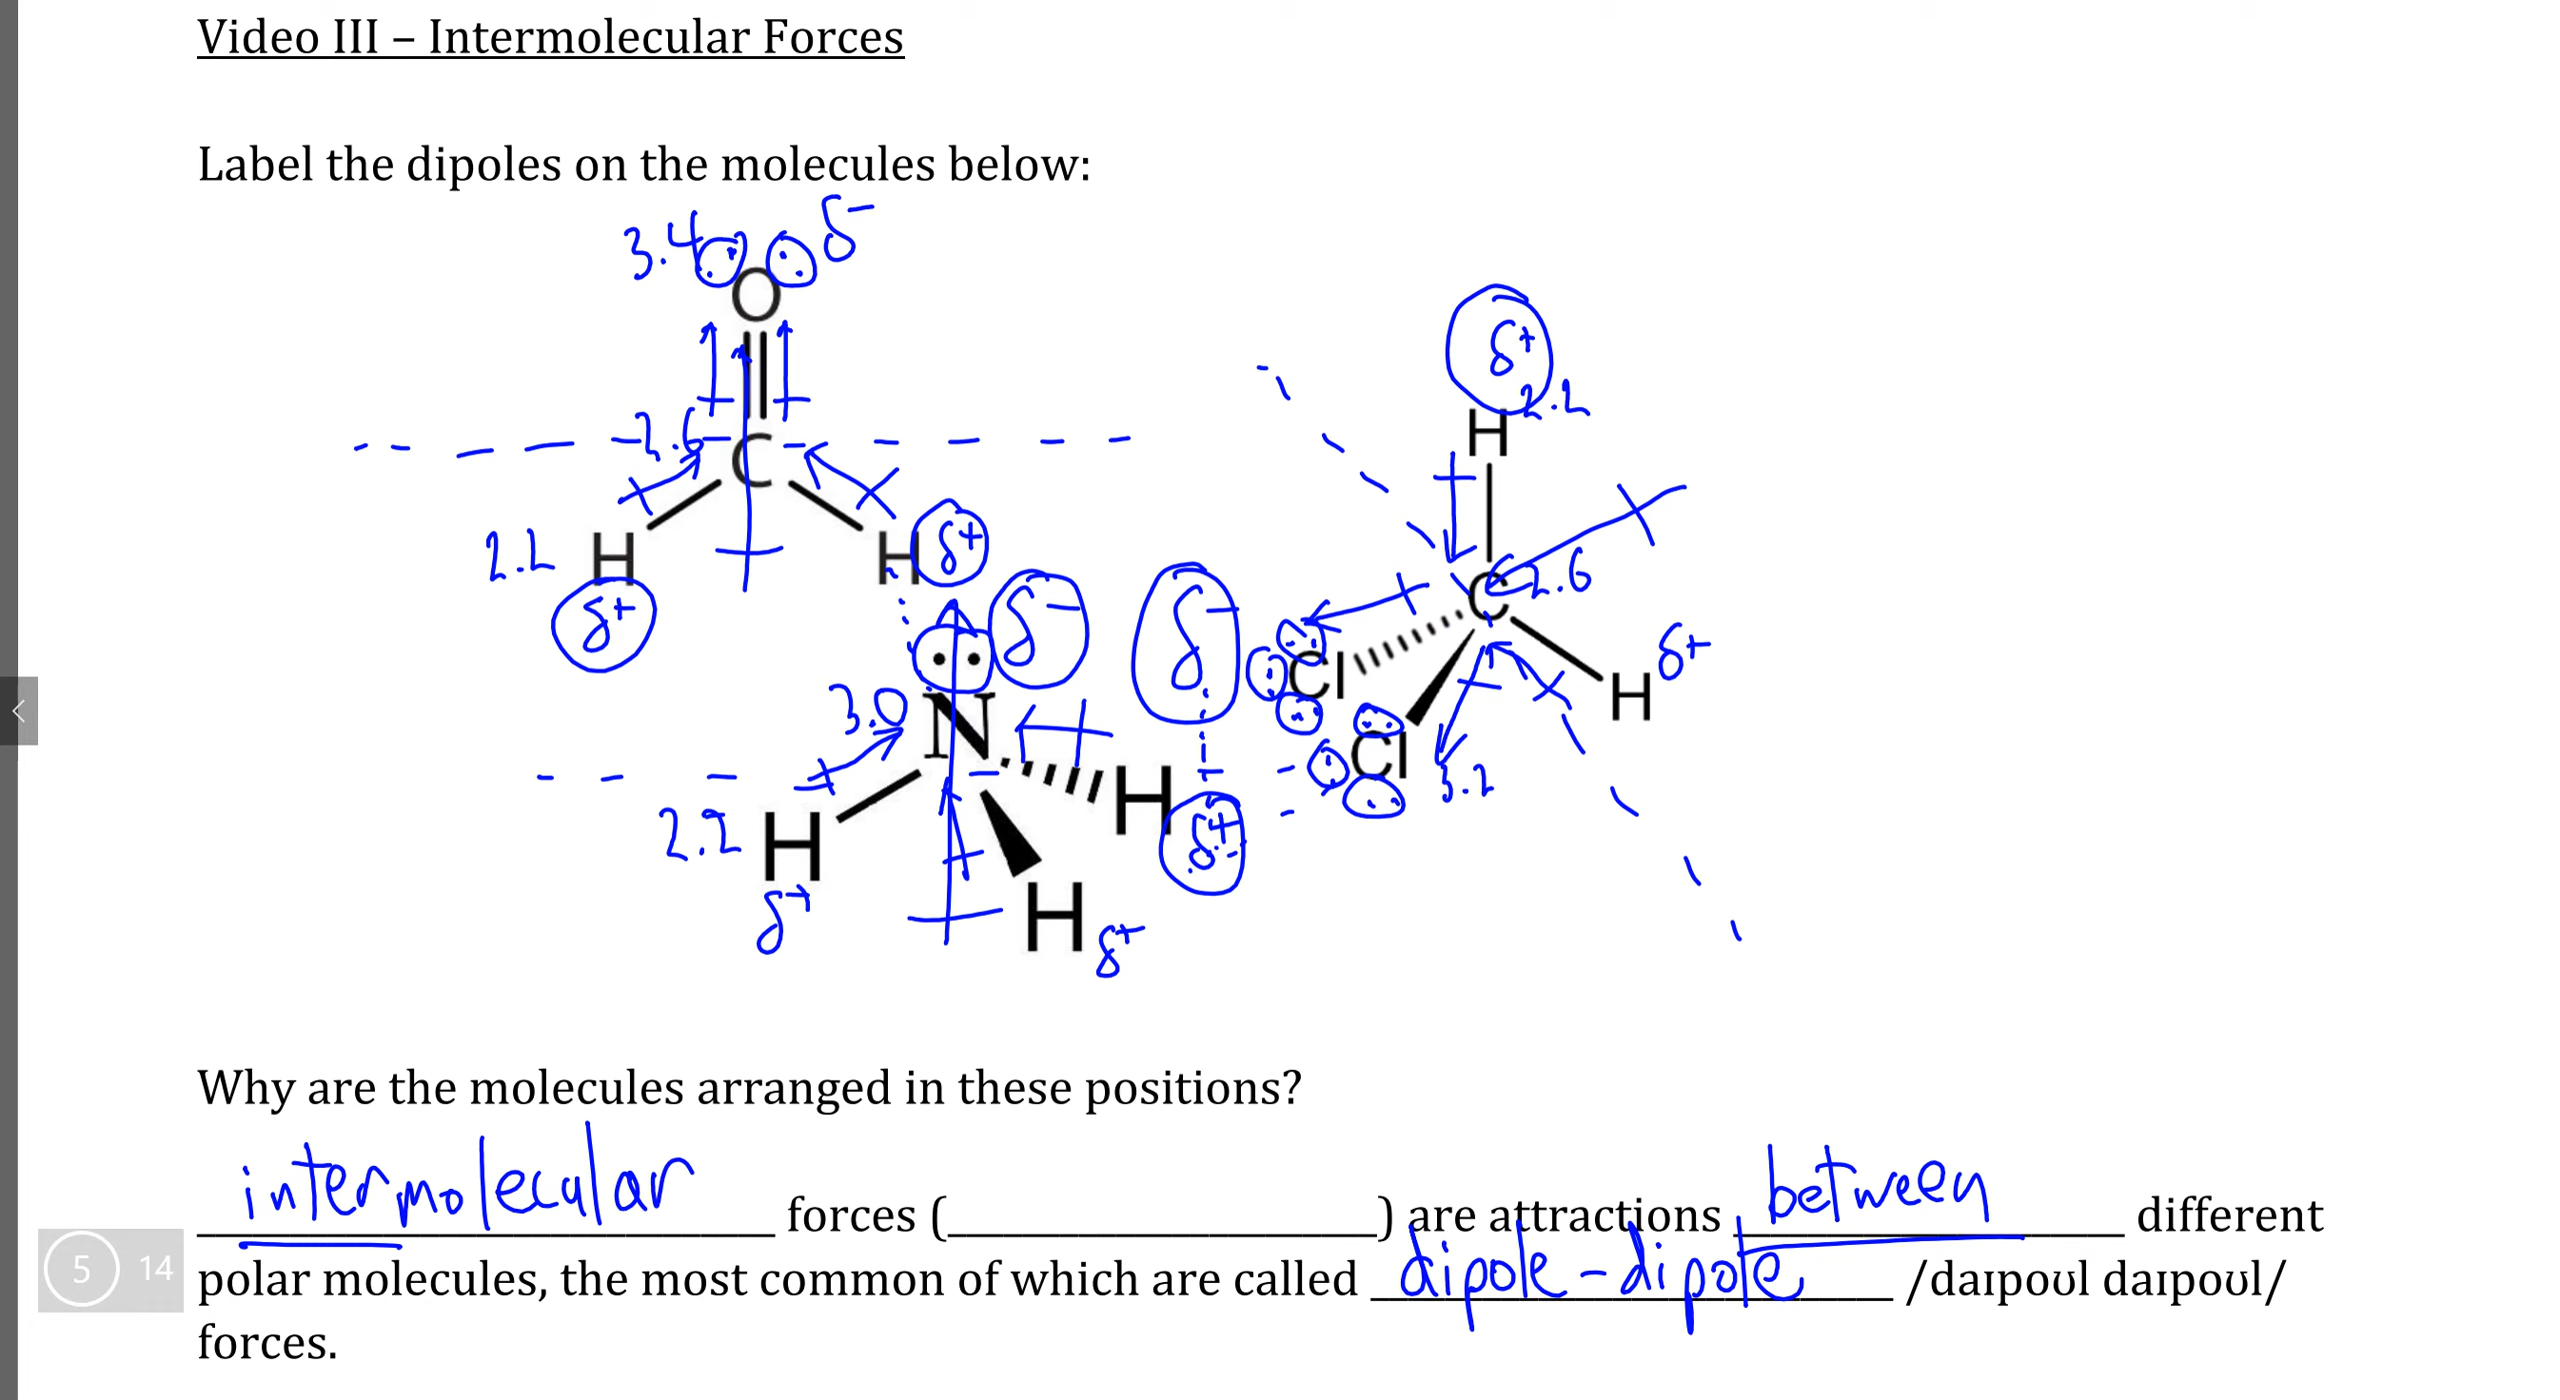 Video III – Intermolecular Forces
Label the dipoles on the molecules below:
3.4 δ-
O
δ+
2.6 C
2.2 H
2.2 H H δ+
δ+
δ- δ-
C 2.6
Cl H δ+
3.0 N
Cl 3.2
H
2.2 H δ+
δ+
H δ+
Why are the molecules arranged in these positions?
intermolecular forces (____________________) are attractions between different
5 14
polar molecules, the most common of which are called dipole-dipole /daɪpoʊl daɪpoʊl/
forces.